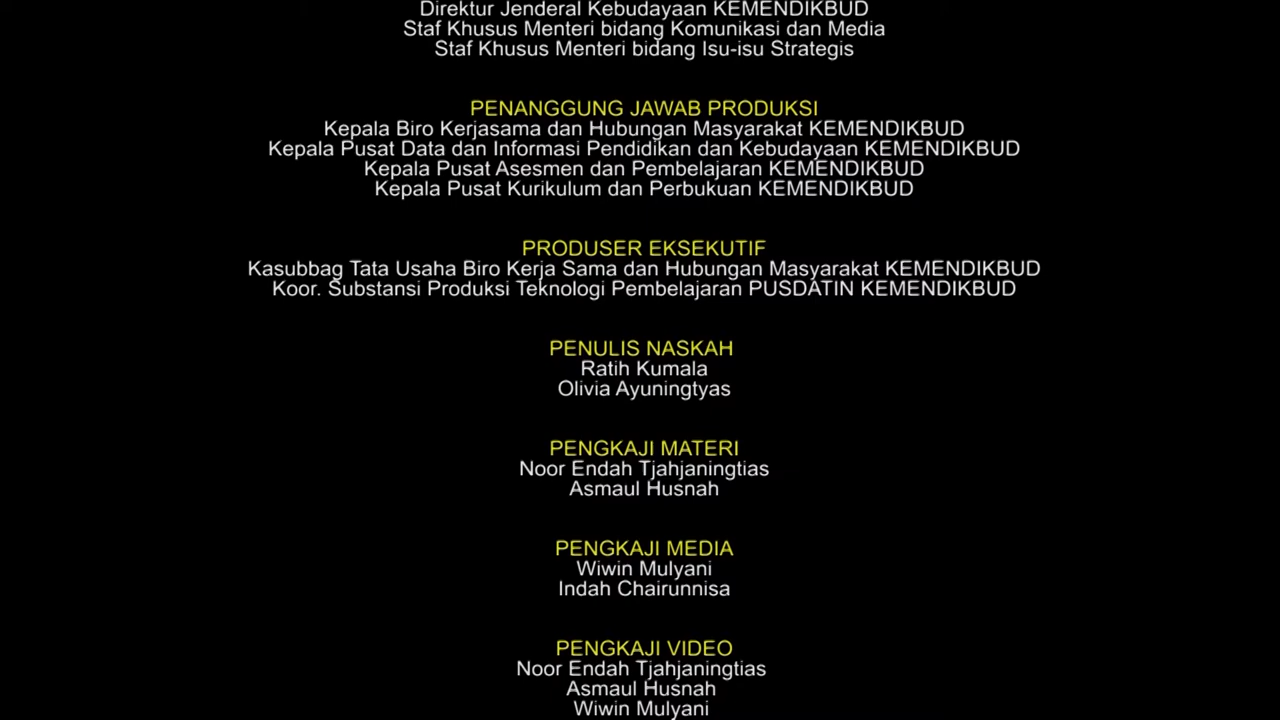 Direktur Jenderal Kebudayaan KEMENDIKBUD
Staf Khusus Menteri bidang Komunikasi dan Media
Staf Khusus Menteri bidang Isu-isu Strategis
PENANGGUNG JAWAB PRODUKSI
Kepala Biro Kerjasama dan Hubungan Masyarakat KEMENDIKBUD
Kepala Pusat Data dan Informasi Pendidikan dan Kebudayaan KEMENDIKBUD
Kepala Pusat Asesmen dan Pembelajaran KEMENDIKBUD
Kepala Pusat Kurikulum dan Perbukuan KEMENDIKBUD
PRODUSER EKSEKUTIF
Kasubbag Tata Usaha Biro Kerja Sama dan Hubungan Masyarakat KEMENDIKBUD
Koor. Substansi Produksi Teknologi Pembelajaran PUSDATIN KEMENDIKBUD
PENULIS NASKAH
Ratih Kumala
Olivia Ayuningtyas
PENGKAJI MATERI
Noor Endah Tjahjaningtias
Asmaul Husnah
PENGKAJI MEDIA
Wiwin Mulyani
Indah Chairunnisa
PENGKAJI VIDEO
Noor Endah Tjahjaningtias
Asmaul Husnah
Wiwin Mulyani